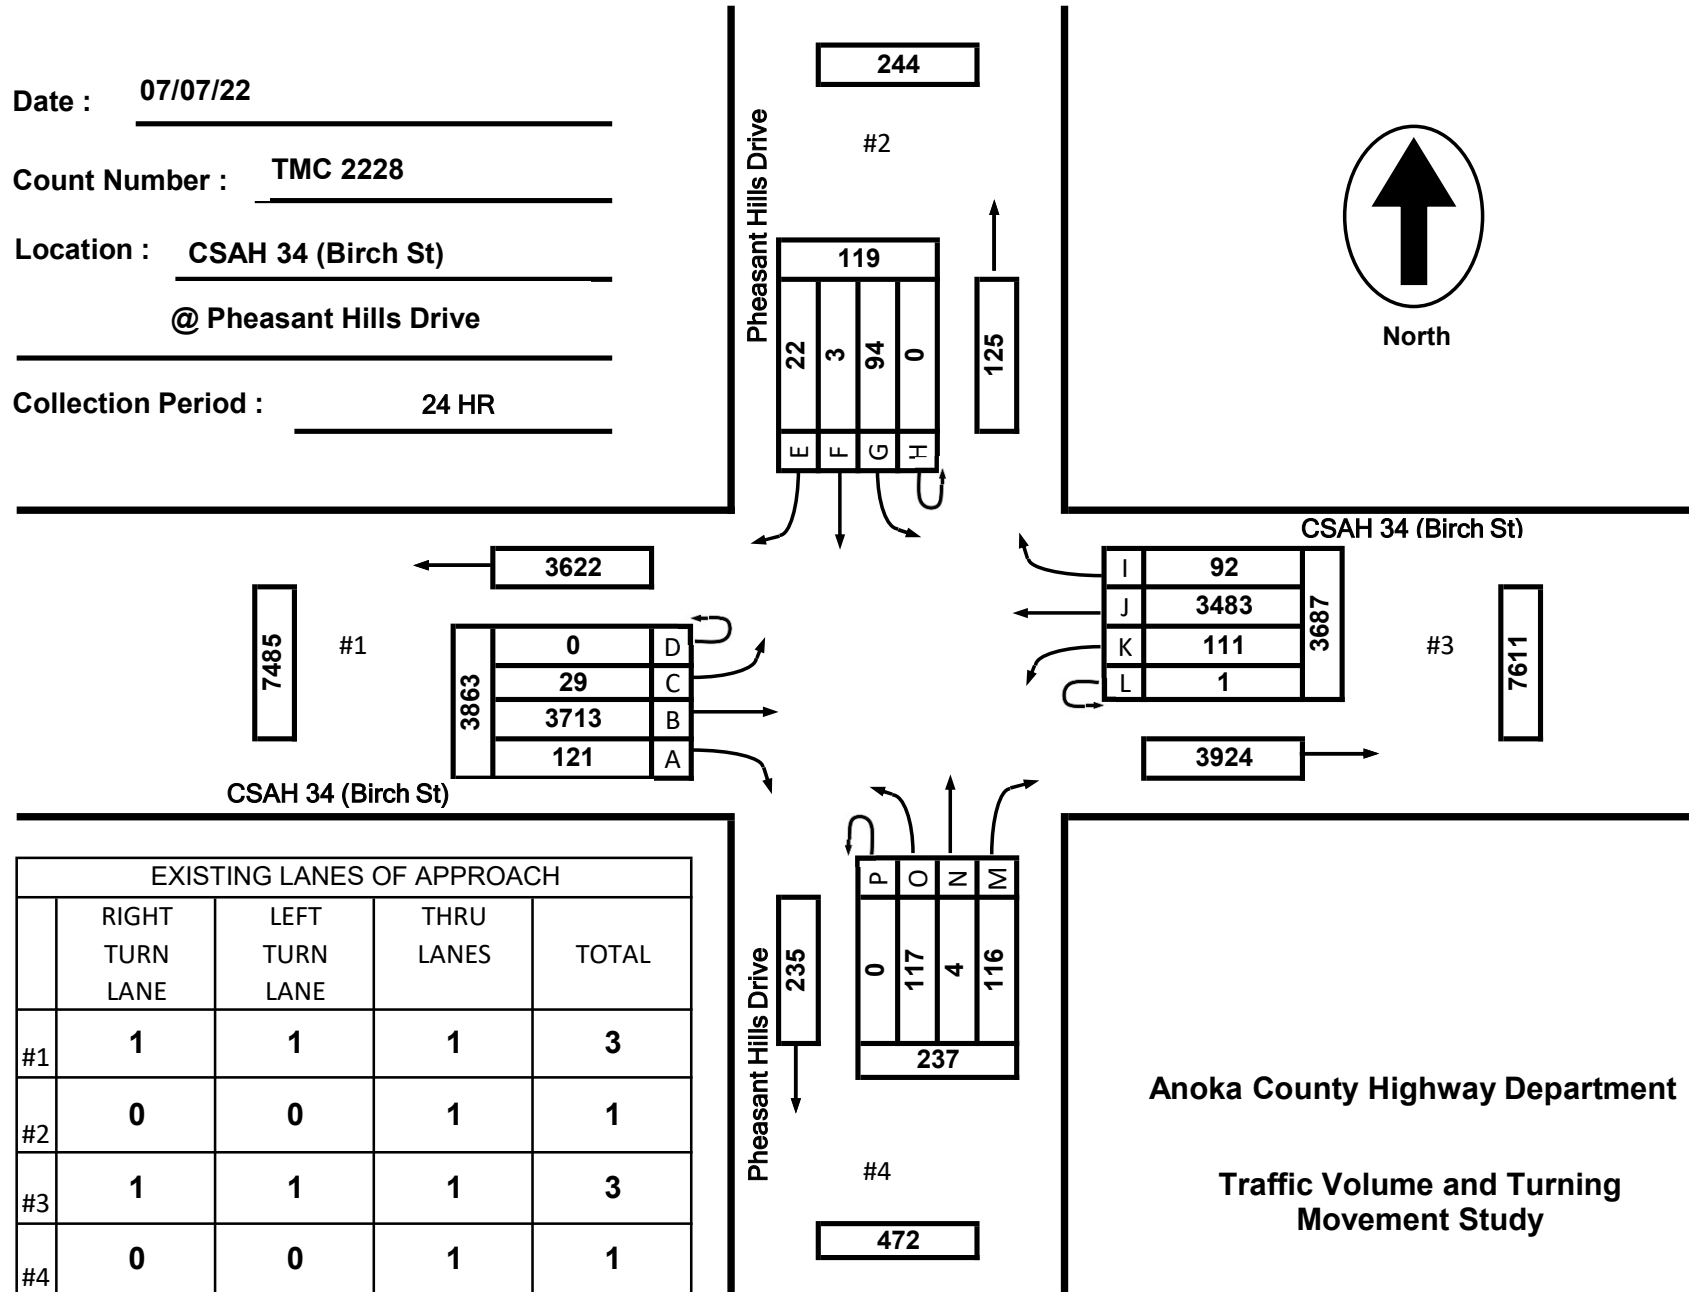 Date : 07/07/22
Count Number : TMC 2228
Location : CSAH 34 (Birch St)
@ Pheasant Hills Drive
Collection Period : 24 HR
244
#2
Pheasant Hills Drive
119
22 3 94 0
E F G H
125
North
CSAH 34 (Birch St)
3622
7485
#1
3863
0 D
29 C
3713 B
121 A
CSAH 34 (Birch St)
I 92
J 3483
K 111
L 1
3687
#3
7611
3924
P O N M
0 117 4 116
237
235
Pheasant Hills Drive
#4
472
EXISTING LANES OF APPROACH
RIGHT TURN LANE LEFT TURN LANE THRU LANES TOTAL
#1 1 1 1 3
#2 0 0 1 1
#3 1 1 1 3
#4 0 0 1 1
Anoka County Highway Department
Traffic Volume and Turning
Movement Study